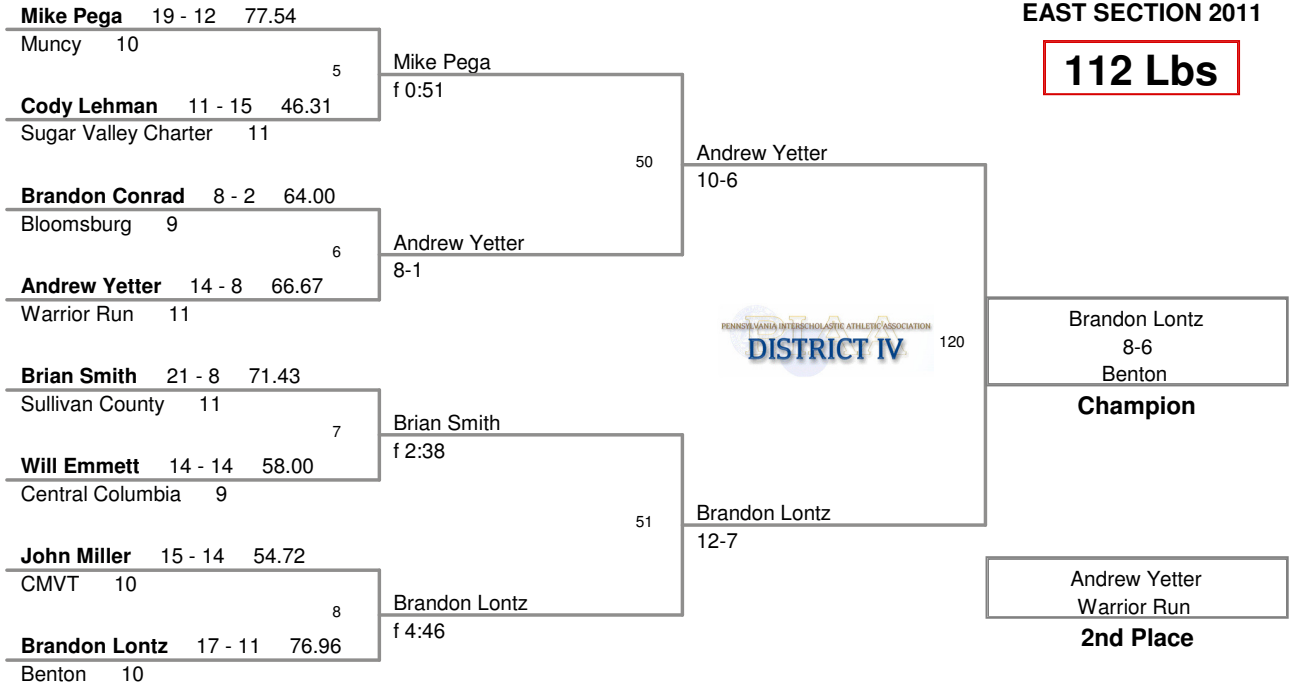 EAST SECTION 2011
112 Lbs
Mike Pega 19 - 12 77.54
Muncy 10
5
Mike Pega
f 0:51
Cody Lehman 11 - 15 46.31
Sugar Valley Charter 11
50
Andrew Yetter
10-6
Brandon Conrad 8 - 2 64.00
Bloomsburg 9
6
Andrew Yetter
8-1
Andrew Yetter 14 - 8 66.67
Warrior Run 11
PENNSYLVANIA INTERSCHOLASTIC ATHLETIC ASSOCIATION
PIAA
DISTRICT IV
120
Brandon Lontz
8-6
Benton
Champion
Brian Smith 21 - 8 71.43
Sullivan County 11
7
Brian Smith
f 2:38
Will Emmett 14 - 14 58.00
Central Columbia 9
51
Brandon Lontz
12-7
John Miller 15 - 14 54.72
CMVT 10
8
Brandon Lontz
f 4:46
Brandon Lontz 17 - 11 76.96
Benton 10
Andrew Yetter
Warrior Run
2nd Place